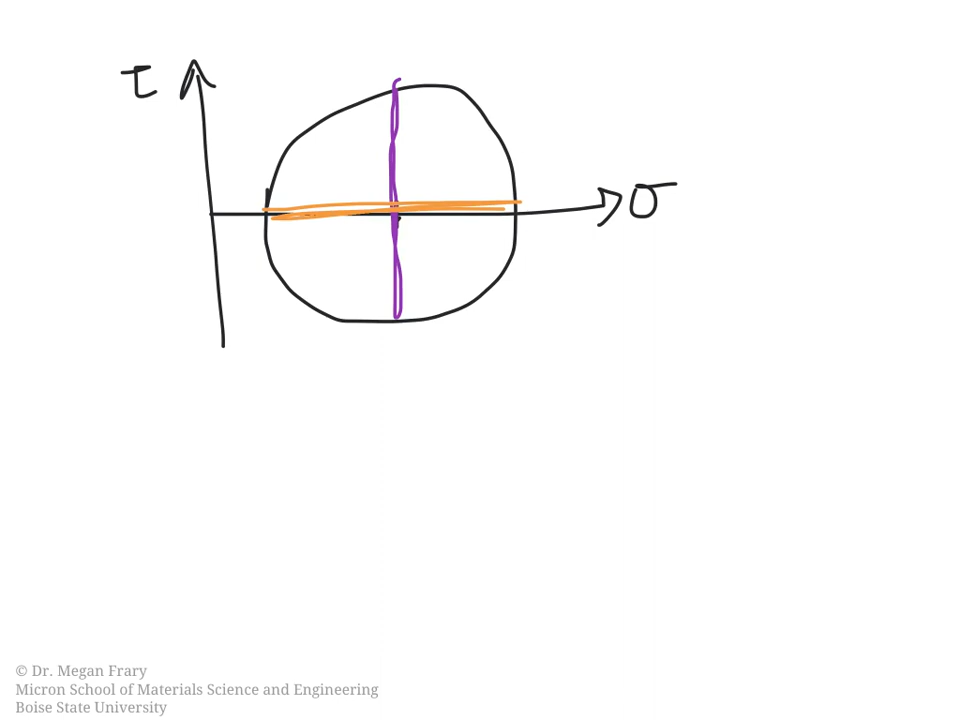 τ
σ
© Dr. Megan Frary
Micron School of Materials Science and Engineering
Boise State University